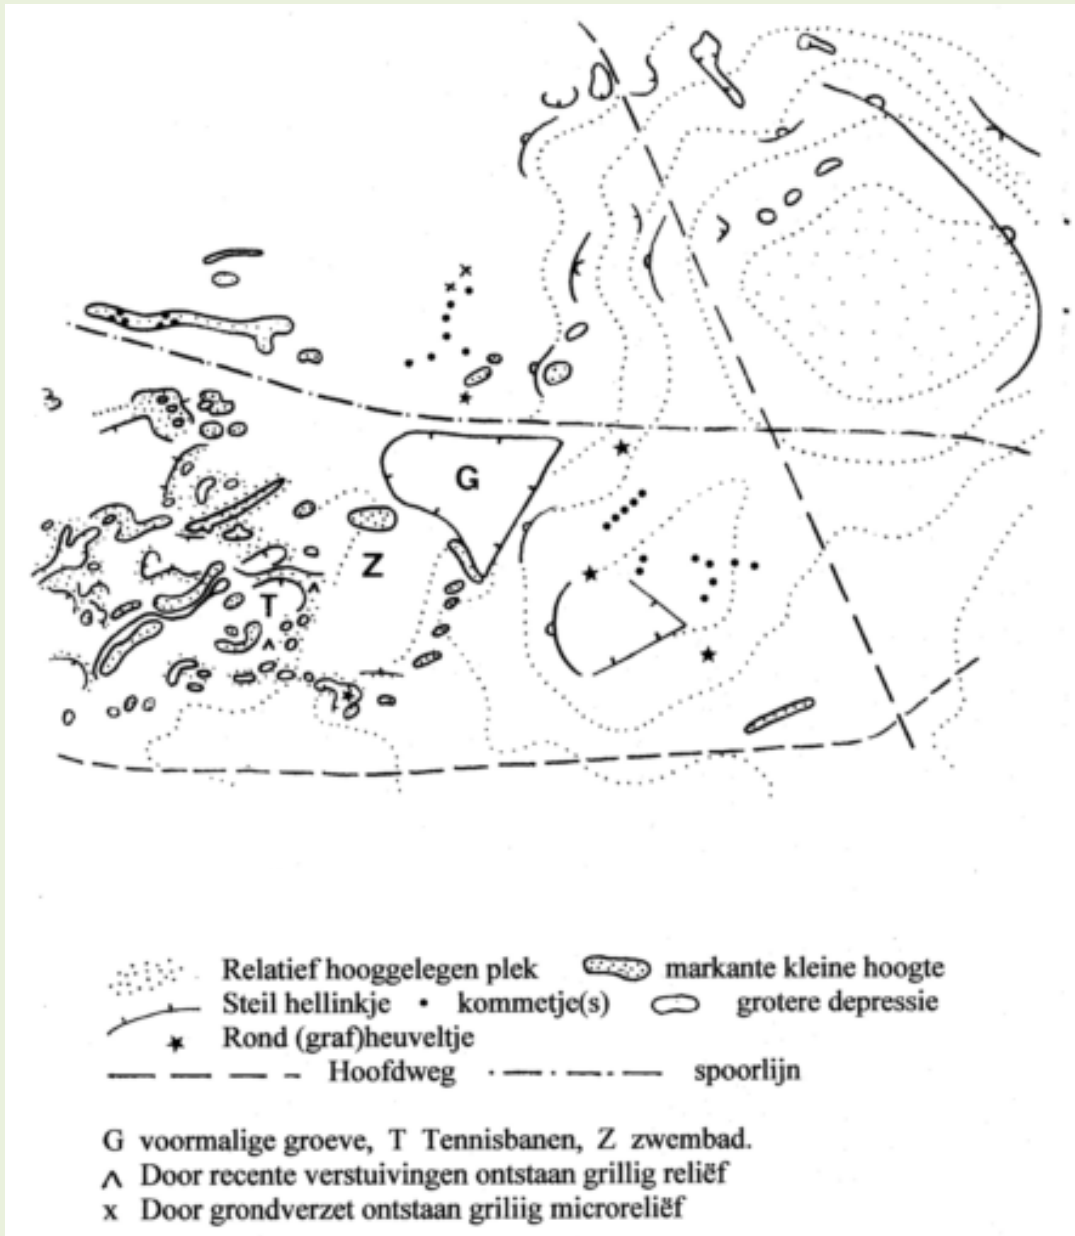 G
Z
T
Relatief hooggelegen plek markante kleine hoogte
Steil hellinkje • kommetje(s) grotere depressie
★ Rond (graf)heuveltje
Hoofdweg spoorlijn
G voormalige groeve, T Tennisbanen, Z zwembad.
ʌ Door recente verstuivingen ontstaan grillig reliëf
x Door grondverzet ontstaan griliig microreliëf